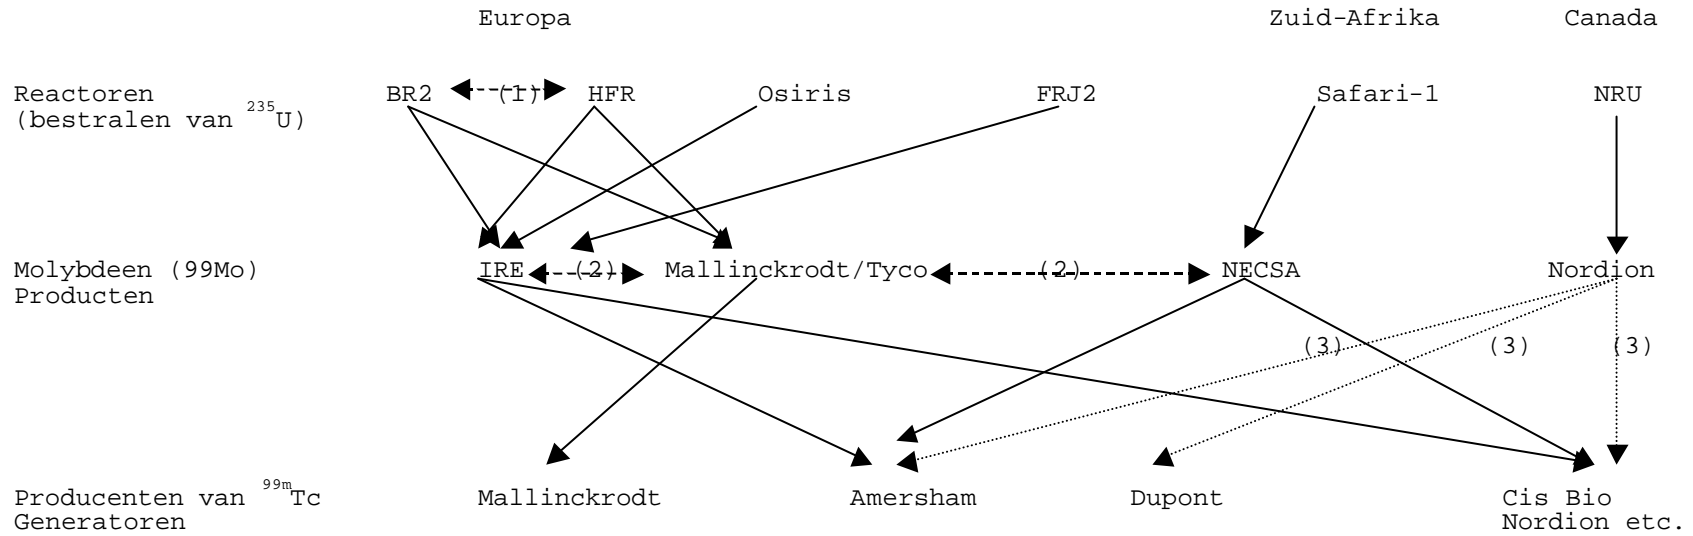 Europa Zuid-Afrika Canada
Reactoren BR2 (1) HFR Osiris FRJ2 Safari-1 NRU
(bestralen van 235U)
Molybdeen (99Mo) IRE (2) Mallinckrodt/Tyco (2) NECSA Nordion
Producten
(3) (3) (3)
Producenten van 99mTc Mallinckrodt Amersham Dupont Cis Bio
Generatoren Nordion etc.